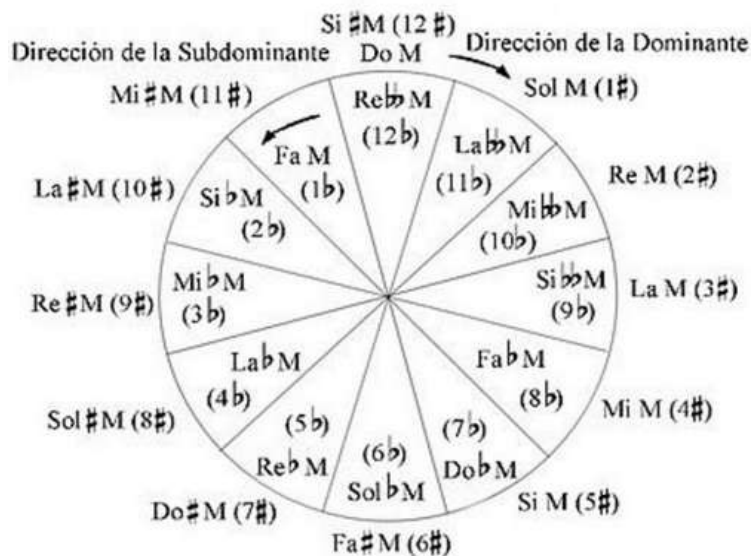 Si ♯M (12 ♯)
Dirección de la Subdominante
Do M
Dirección de la Dominante
Mi ♯M (11♯)
Sol M (1♯)
Re𝄫 M
(12♭)
Fa M
(1♭)
La𝄫M
(11♭)
La♯M (10♯)
Si♭M
(2♭)
Mi𝄫M
(10♭)
Re M (2♯)
Re♯M (9♯)
Mi♭M
(3♭)
Si𝄫M
(9♭)
La M (3♯)
La♭M
(4♭)
Fa♭M
(8♭)
Sol♯M (8♯)
Mi M (4♯)
(5♭)
Re♭M
(6♭)
Sol♭M
(7♭)
Do♭M
Do♯M (7♯)
Si M (5♯)
Fa♯M (6♯)